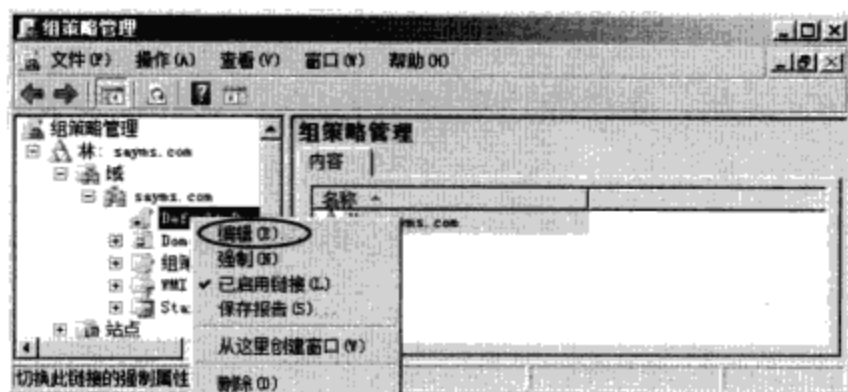 组策略管理
文件(F) 操作(A) 查看(V) 窗口(W) 帮助(H)
组策略管理
林: sayms.com
域
sayms.com
Def
Dom
组策
WMI
Sta
站点
组策略管理
内容
名称
yms.com
编辑(E)
强制(N)
已启用链接(L)
保存报告(S)...
从这里创建窗口(W)
删除(D)
切换此链接的强制属性